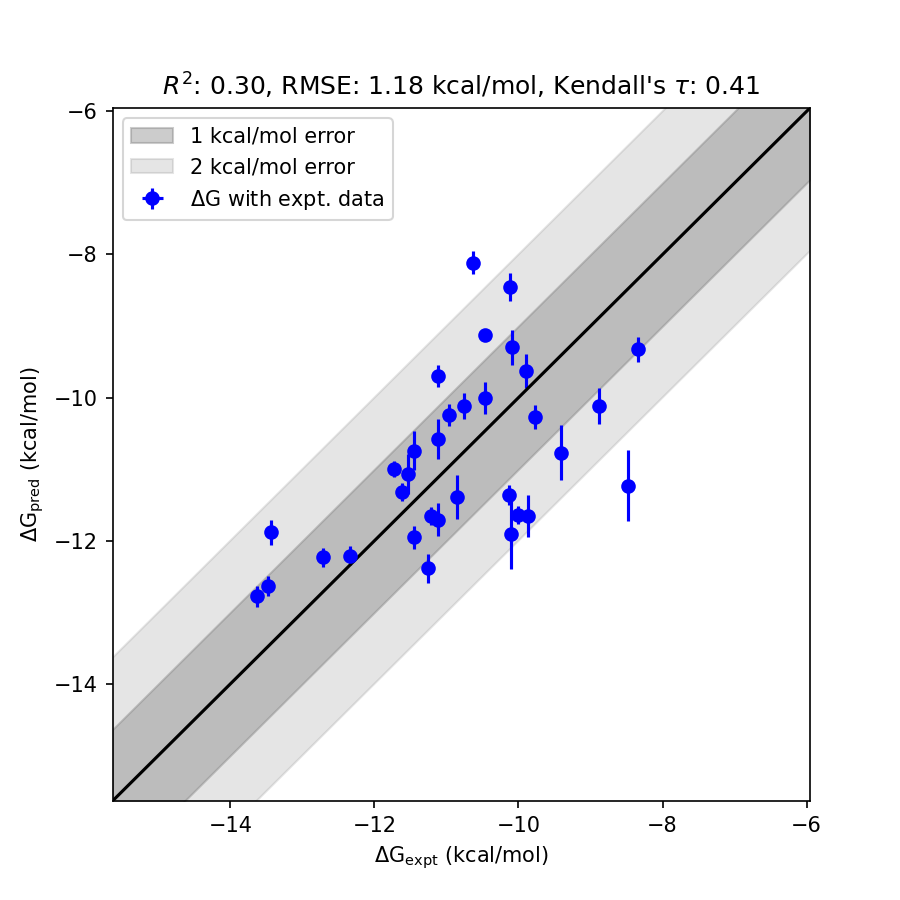 R²: 0.30, RMSE: 1.18 kcal/mol, Kendall's τ: 0.41
1 kcal/mol error
2 kcal/mol error
ΔG with expt. data
−6
−8
−10
−12
−14
ΔGpred (kcal/mol)
−14 −12 −10 −8 −6
ΔGexpt (kcal/mol)